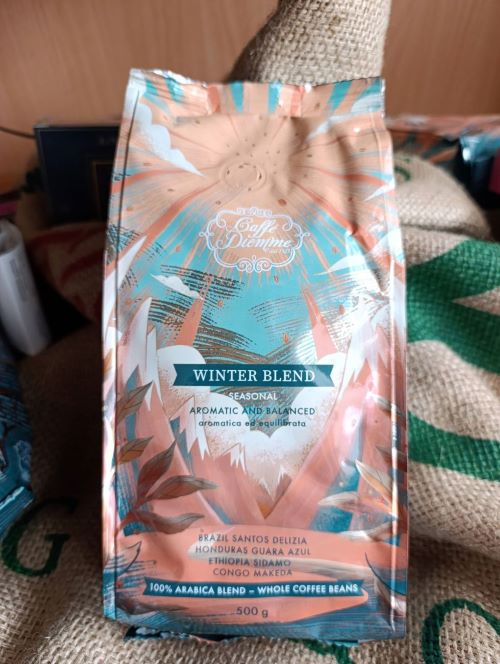 Caffè
Diemme
WINTER BLEND
SEASONAL
AROMATIC AND BALANCED
aromatica ed equilibrata
BRAZIL SANTOS DELIZIA
HONDURAS GUARA AZUL
ETHIOPIA SIDAMO
CONGO MAKEDA
100% ARABICA BLEND – WHOLE COFFEE BEANS
500 g
G